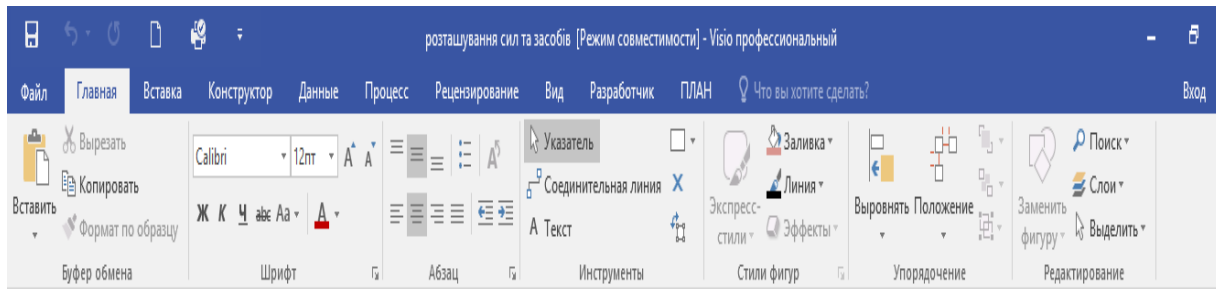 розташування сил та засобів [Режим совместимости] - Visio профессиональный
Файл Главная Вставка Конструктор Данные Процесс Рецензирование Вид Разработчик ПЛАН Что вы хотите сделать? Вход
Вставить
Вырезать
Копировать
Формат по образцу
Буфер обмена
Calibri 12пт А А
Ж К Ч abc Aa А
Шрифт
А
Абзац
Указатель
Соединительная линия
А Текст
Инструменты
Экспресс-
стили
Заливка
Линия
Эффекты
Стили фигур
Выровнять Положение
Упорядочение
Заменить
фигуру
Поиск
Слои
Выделить
Редактирование